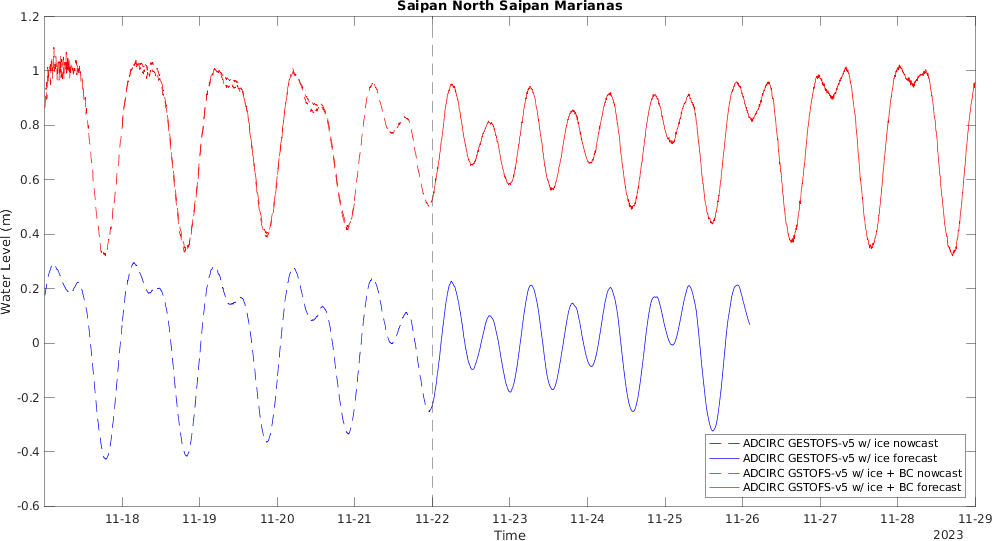 Saipan North Saipan Marianas
Water Level (m)
1.2
1
0.8
0.6
0.4
0.2
0
-0.2
-0.4
-0.6
ADCIRC GESTOFS-v5 w/ ice nowcast
ADCIRC GESTOFS-v5 w/ ice forecast
ADCIRC GSTOFS-v5 w/ ice + BC nowcast
ADCIRC GSTOFS-v5 w/ ice + BC forecast
11-18 11-19 11-20 11-21 11-22 11-23 11-24 11-25 11-26 11-27 11-28 11-29
Time
2023